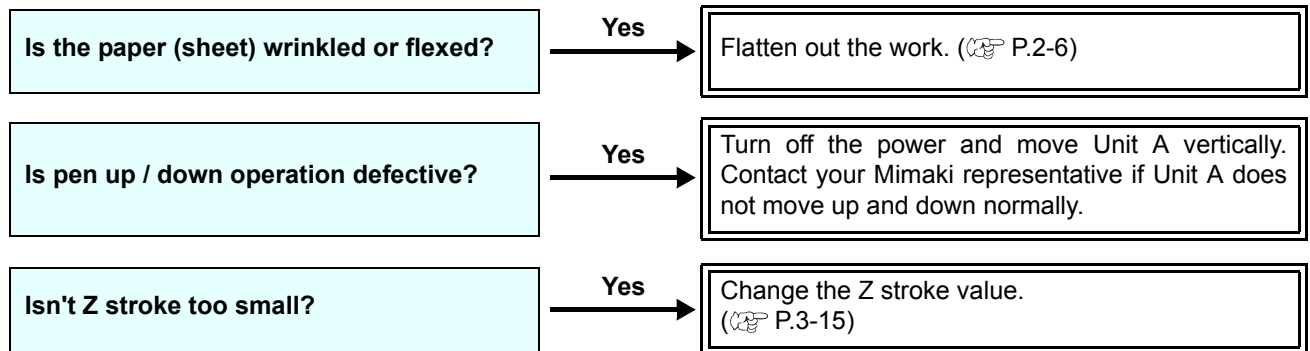 Is the paper (sheet) wrinkled or flexed?
Yes
Flatten out the work. ( P.2-6)
Is pen up / down operation defective?
Yes
Turn off the power and move Unit A vertically.
Contact your Mimaki representative if Unit A does
not move up and down normally.
Isn't Z stroke too small?
Yes
Change the Z stroke value.
( P.3-15)